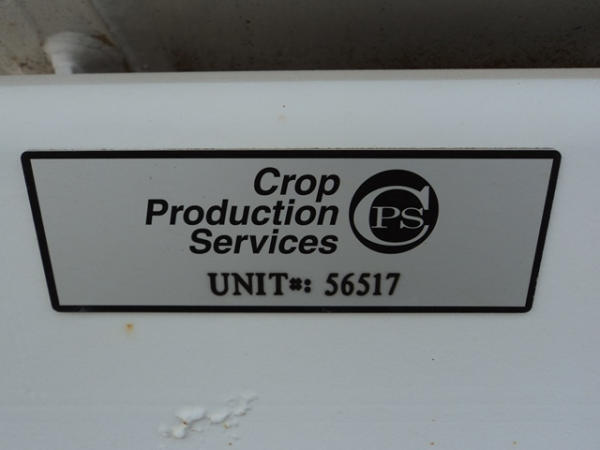 Crop
Production
Services
CPS
UNIT#: 56517